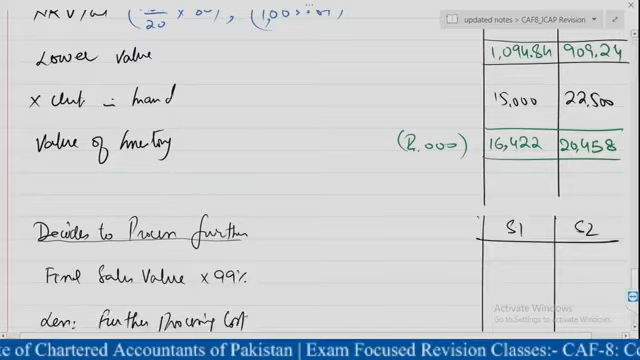 updated notes - CAF8_ICAP Revision
20
Lower Value 1,094.84 909.24
x Unit in hand 15,000 22,500
Value of Inventory (R.000) 16,422 20,458
Decides to Process further S1 S2
Final Sales Value x 99%
Less: Further processing Cost
Activate Windows
Go to Settings to activate Windows.
te of Chartered Accountants of Pakistan | Exam Focused Revision Classes:- CAF-8: C